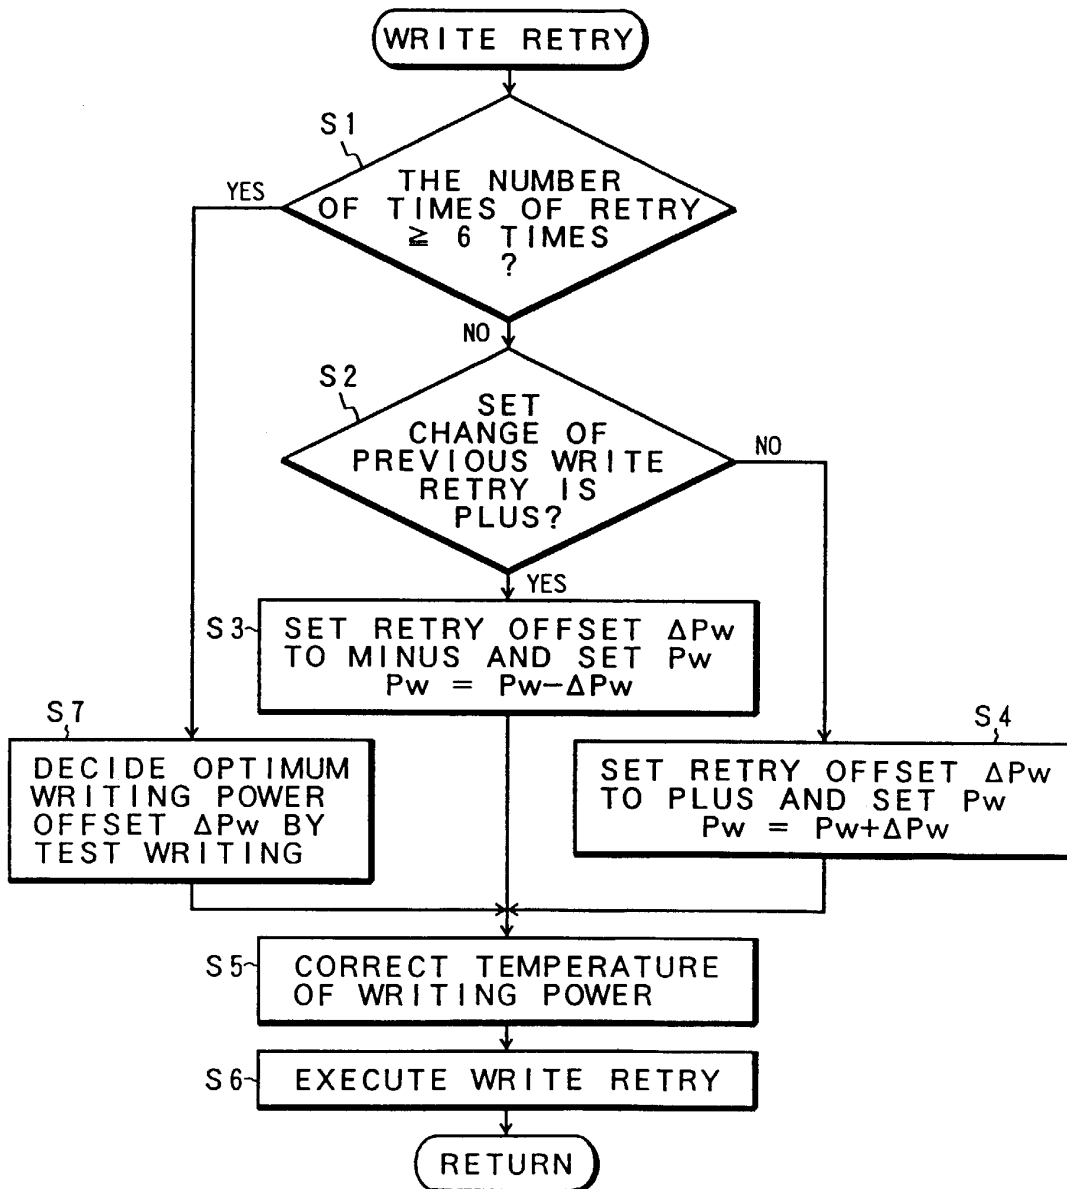 WRITE RETRY
S1
THE NUMBER
OF TIMES OF RETRY
≧ 6 TIMES
?
YES
NO
S2
SET
CHANGE OF
PREVIOUS WRITE
RETRY IS
PLUS?
NO
YES
S3
SET RETRY OFFSET ΔPw
TO MINUS AND SET Pw
Pw = Pw−ΔPw
S7
DECIDE OPTIMUM
WRITING POWER
OFFSET ΔPw BY
TEST WRITING
S4
SET RETRY OFFSET ΔPw
TO PLUS AND SET Pw
Pw = Pw+ΔPw
S5
CORRECT TEMPERATURE
OF WRITING POWER
S6
EXECUTE WRITE RETRY
RETURN